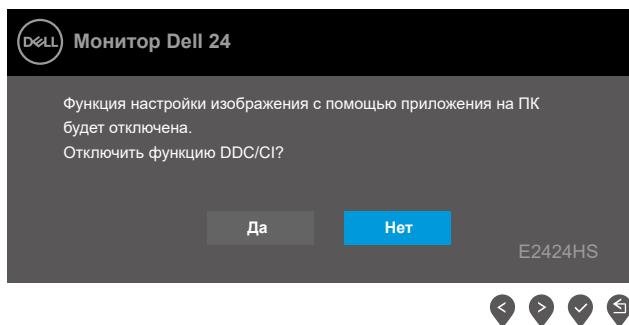 DELL Монитор Dell 24
Функция настройки изображения с помощью приложения на ПК
будет отключена.
Отключить функцию DDC/CI?
Да Нет
E2424HS